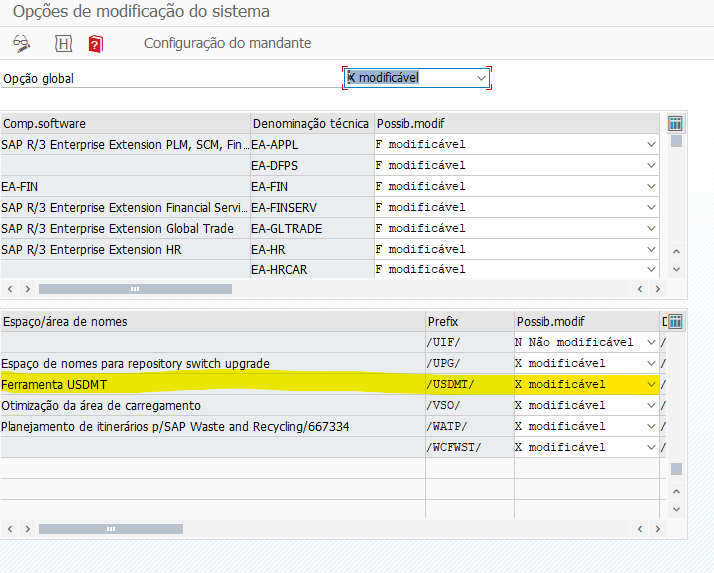 Opções de modificação do sistema
Configuração do mandante
Opção global X modificável
Comp.software Denominação técnica Possib.modif
SAP R/3 Enterprise Extension PLM, SCM, Fin... EA-APPL F modificável
EA-DFPS F modificável
EA-FIN EA-FIN F modificável
SAP R/3 Enterprise Extension Financial Servi... EA-FINSERV F modificável
SAP R/3 Enterprise Extension Global Trade EA-GLTRADE F modificável
SAP R/3 Enterprise Extension HR EA-HR F modificável
EA-HRCAR F modificável
Espaço/área de nomes Prefix Possib.modif D
/UIF/ N Não modificável /
Espaço de nomes para repository switch upgrade /UPG/ X modificável /
Ferramenta USDMT /USDMT/ X modificável /
Otimização da área de carregamento /VSO/ X modificável /
Planejamento de itinerários p/SAP Waste and Recycling/667334 /WATP/ X modificável /
/WCFWST/ X modificável /